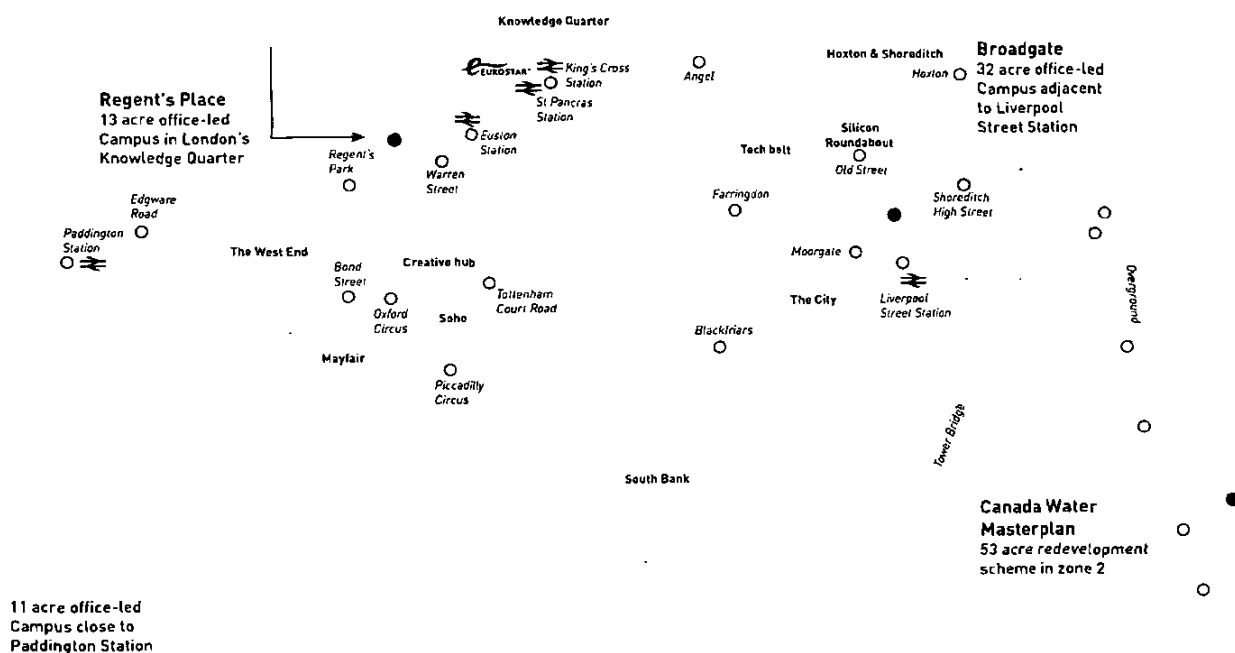 Knowledge Quarter
EUROSTAR
King's Cross
Station
St Pancras
Station
Euston
Station
Regent's Place
13 acre office-led
Campus in London's
Knowledge Quarter
Regent's
Park
Warren
Street
Edgware
Road
Paddington
Station
The West End
Bond
Street
Creative hub
Oxford
Circus
Soho
Tottenham
Court Road
Mayfair
Piccadilly
Circus
Angel
Hoxton & Shoreditch
Hoxton
Broadgate
32 acre office-led
Campus adjacent
to Liverpool
Street Station
Silicon
Roundabout
Tech belt
Old Street
Farringdon
Shoreditch
High Street
Moorgate
The City
Liverpool
Street Station
Blackfriars
Overground
Tower Bridge
South Bank
Canada Water
Masterplan
53 acre redevelopment
scheme in zone 2
11 acre office-led
Campus close to
Paddington Station